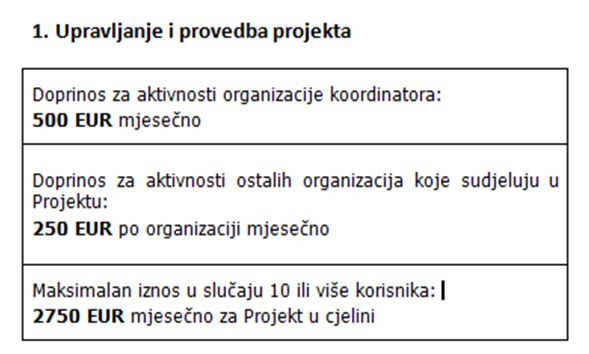 1. Upravljanje i provedba projekta
Doprinos za aktivnosti organizacije koordinatora:
500 EUR mjesečno
Doprinos za aktivnosti ostalih organizacija koje sudjeluju u
Projektu:
250 EUR po organizaciji mjesečno
Maksimalan iznos u slučaju 10 ili više korisnika:
2750 EUR mjesečno za Projekt u cjelini